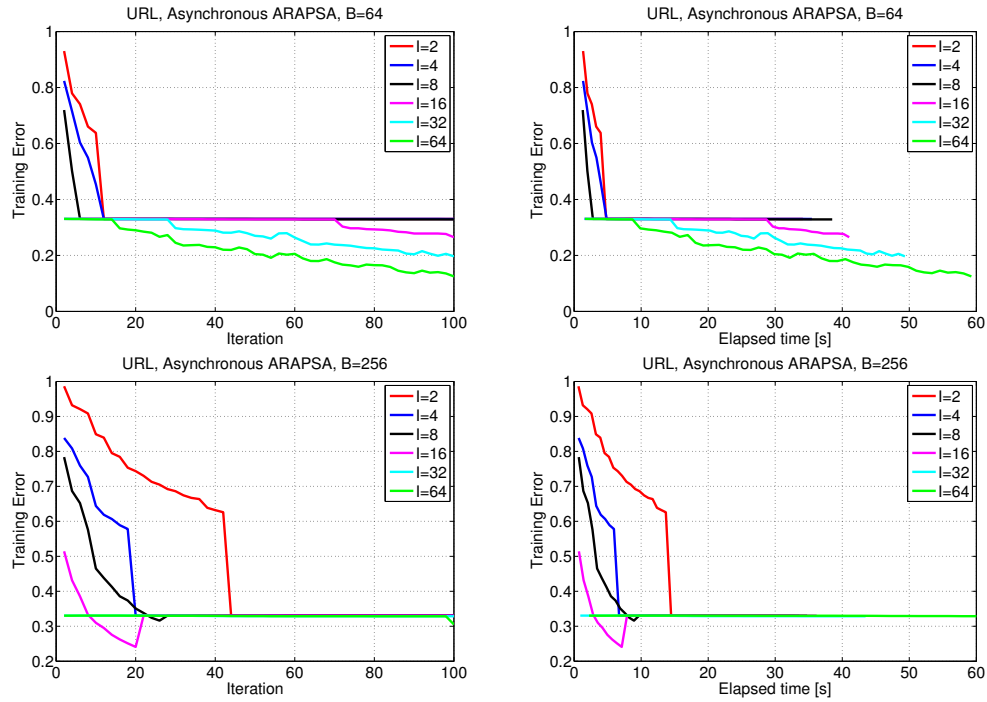 URL, Asynchronous ARAPSA, B=64
Training Error
1
0.8
0.6
0.4
0.2
0
0
20
40
60
80
100
Iteration
I=2
I=4
I=8
I=16
I=32
I=64
URL, Asynchronous ARAPSA, B=64
Training Error
1
0.8
0.6
0.4
0.2
0
0
10
20
30
40
50
60
Elapsed time [s]
I=2
I=4
I=8
I=16
I=32
I=64
URL, Asynchronous ARAPSA, B=256
Training Error
1
0.9
0.8
0.7
0.6
0.5
0.4
0.3
0.2
0
20
40
60
80
100
Iteration
I=2
I=4
I=8
I=16
I=32
I=64
URL, Asynchronous ARAPSA, B=256
Training Error
1
0.9
0.8
0.7
0.6
0.5
0.4
0.3
0.2
0
10
20
30
40
50
60
Elapsed time [s]
I=2
I=4
I=8
I=16
I=32
I=64